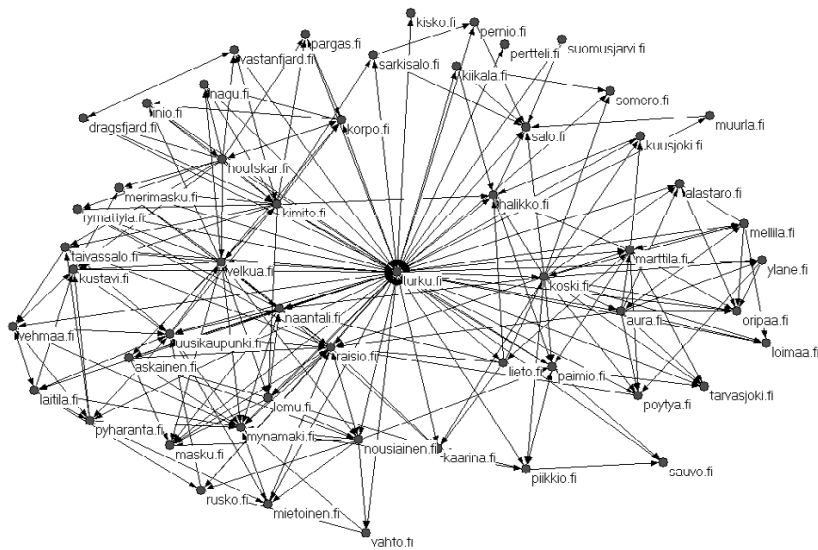 kisko.fi
pernio.fi
pargas.fi
suomusjarvi.fi
pertteli.fi
vastanfjard.fi
sarkisalo.fi
kiikala.fi
nagu.fi
somero.fi
inio.fi
dragsfjard.fi
korpo.fi
salo.fi
muurla.fi
kuusjoki.fi
houtskar.fi
merimasku.fi
halikko.fi
alastaro.fi
rymattyla.fi
kimito.fi
mellila.fi
taivassalo.fi
marttila.fi
ylane.fi
kustavi.fi
velkua.fi
turku.fi
koski.fi
naantali.fi
aura.fi
oripaa.fi
vehmaa.fi
uusikaupunki.fi
raisio.fi
loimaa.fi
askainen.fi
lieto.fi
paimio.fi
laitila.fi
lemu.fi
poytya.fi
tarvasjoki.fi
pyharanta.fi
mynamaki.fi
masku.fi
nousiainen.fi
kaarina.fi
piikkio.fi
sauvo.fi
rusko.fi
mietoinen.fi
vahto.fi